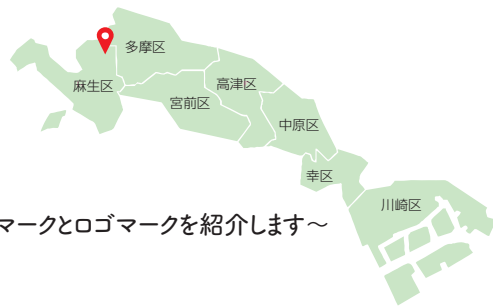 多摩区
麻生区
高津区
宮前区
中原区
幸区
川崎区
マークとロゴマークを紹介します～